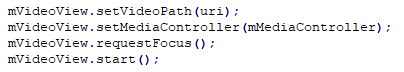 mVideoView.setVideoPath(uri);
mVideoView.setMediaController(mMediaController);
mVideoView.requestFocus();
mVideoView.start();